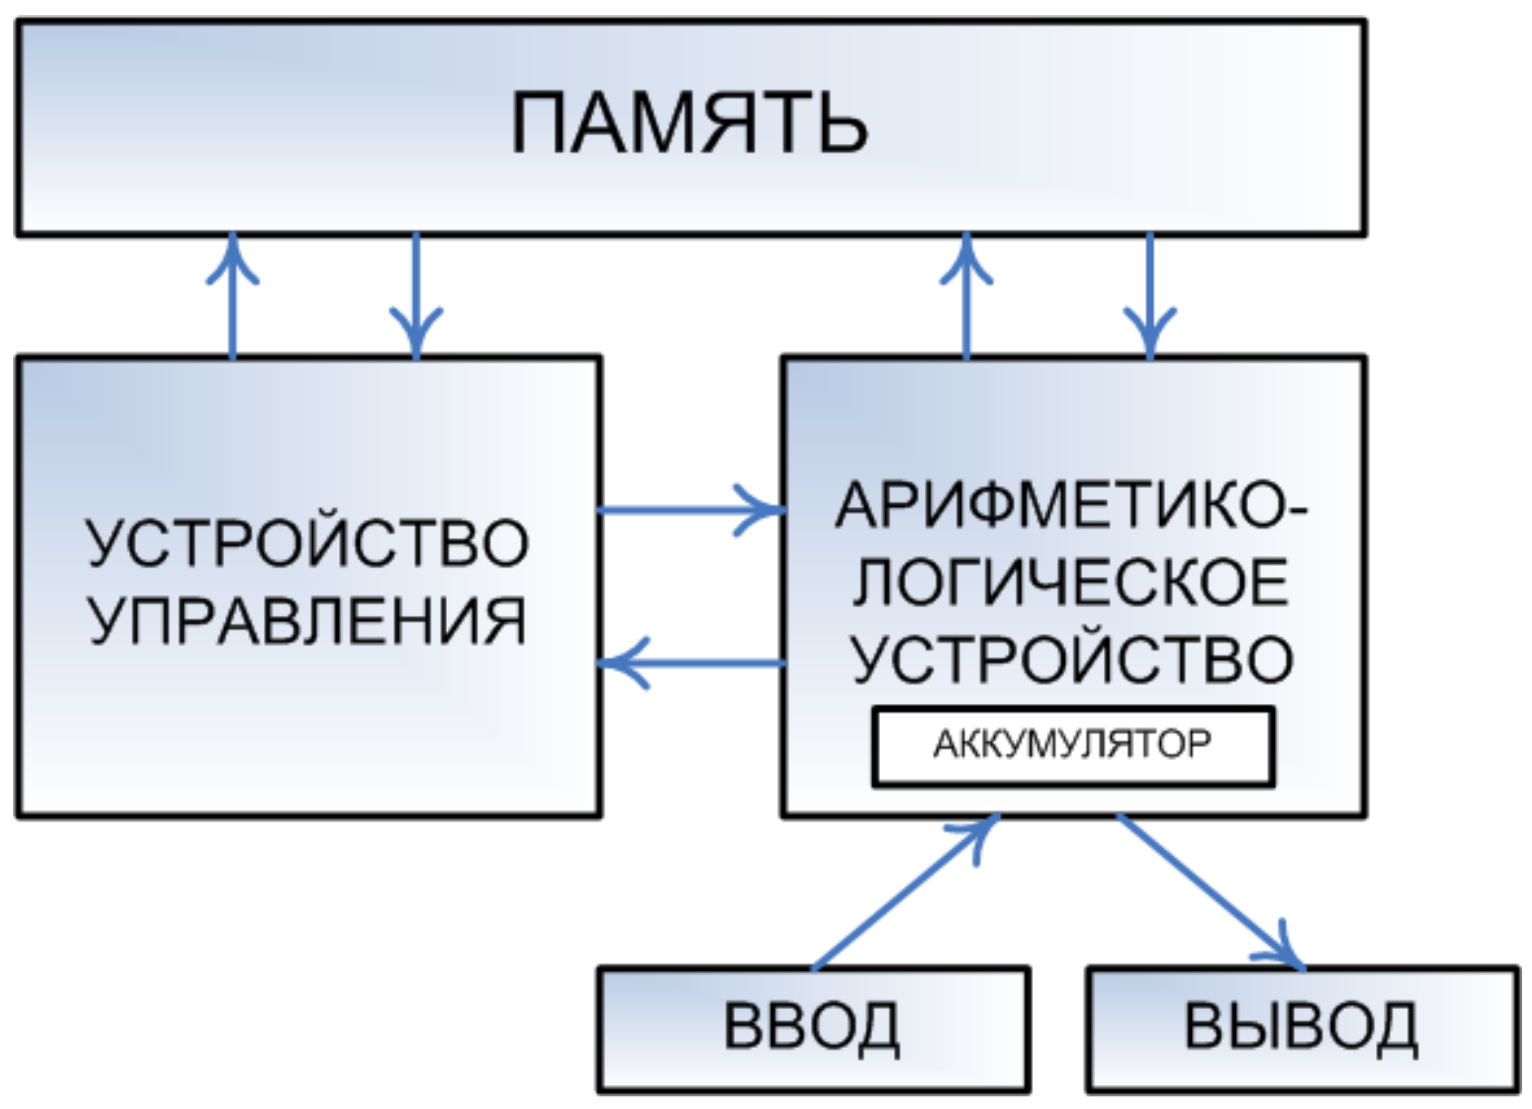 ПАМЯТЬ
УСТРОЙСТВО
УПРАВЛЕНИЯ
АРИФМЕТИКО-
ЛОГИЧЕСКОЕ
УСТРОЙСТВО
АККУМУЛЯТОР
ВВОД
ВЫВОД